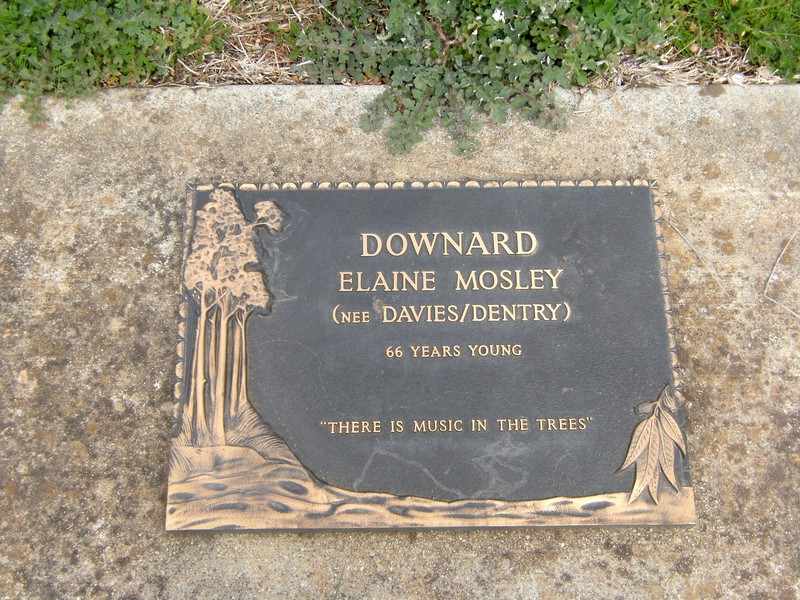 DOWNARD
ELAINE MOSLEY
(NEE DAVIES/DENTRY)
66 YEARS YOUNG
"THERE IS MUSIC IN THE TREES"